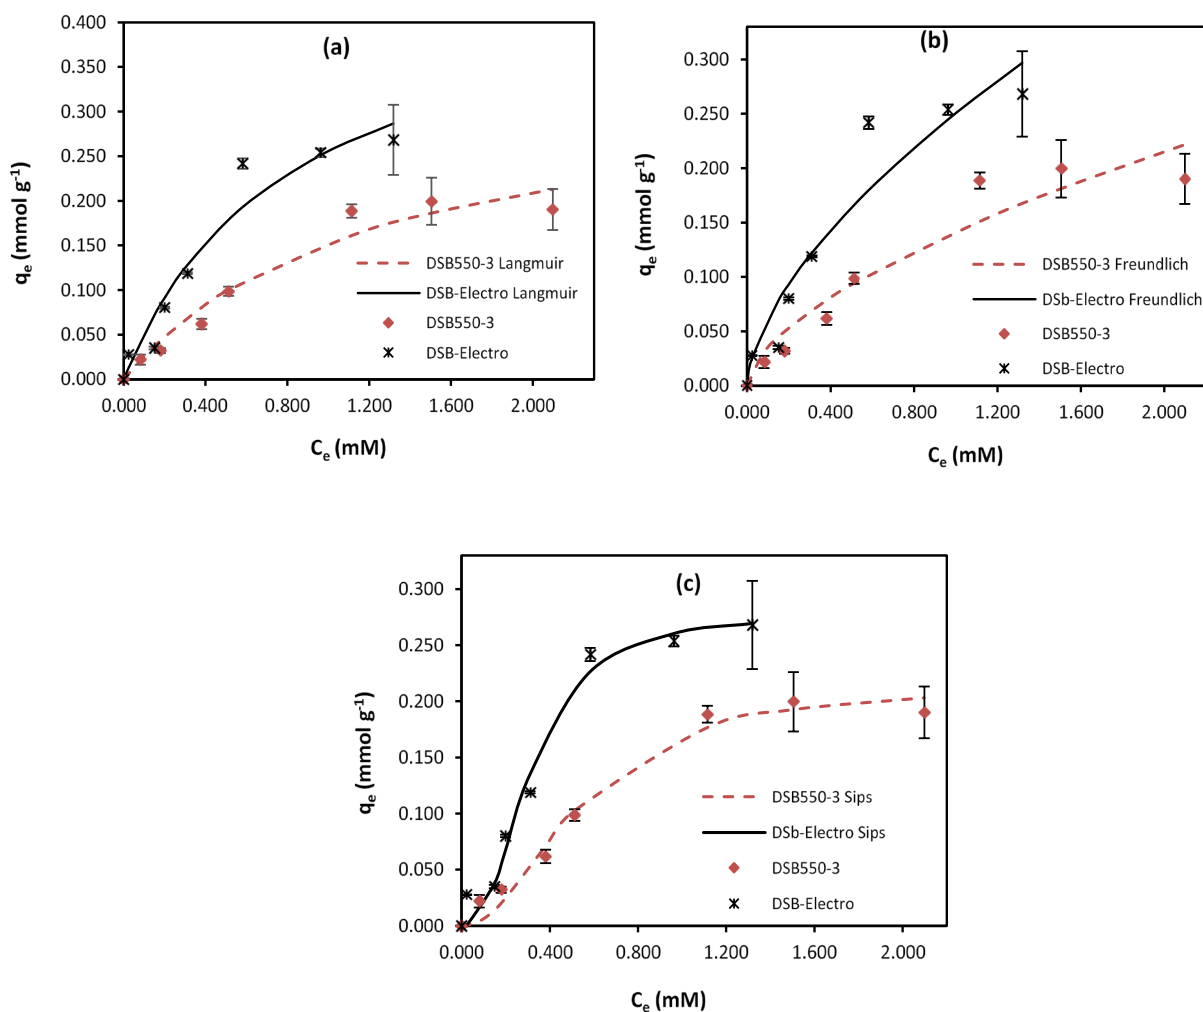 (a)
0.400
0.350
0.300
0.250
0.200
0.150
0.100
0.050
0.000
qe (mmol g-1)
DSB550-3 Langmuir
DSB-Electro Langmuir
DSB550-3
DSB-Electro
0.000 0.400 0.800 1.200 1.600 2.000
Ce (mM)
(b)
0.300
0.250
0.200
0.150
0.100
0.050
0.000
qe (mmol g-1)
DSB550-3 Freundlich
DSb-Electro Freundlich
DSB550-3
DSB-Electro
0.000 0.400 0.800 1.200 1.600 2.000
Ce (mM)
(c)
0.300
0.250
0.200
0.150
0.100
0.050
0.000
qe (mmol g-1)
DSB550-3 Sips
DSb-Electro Sips
DSB550-3
DSB-Electro
0.000 0.400 0.800 1.200 1.600 2.000
Ce (mM)